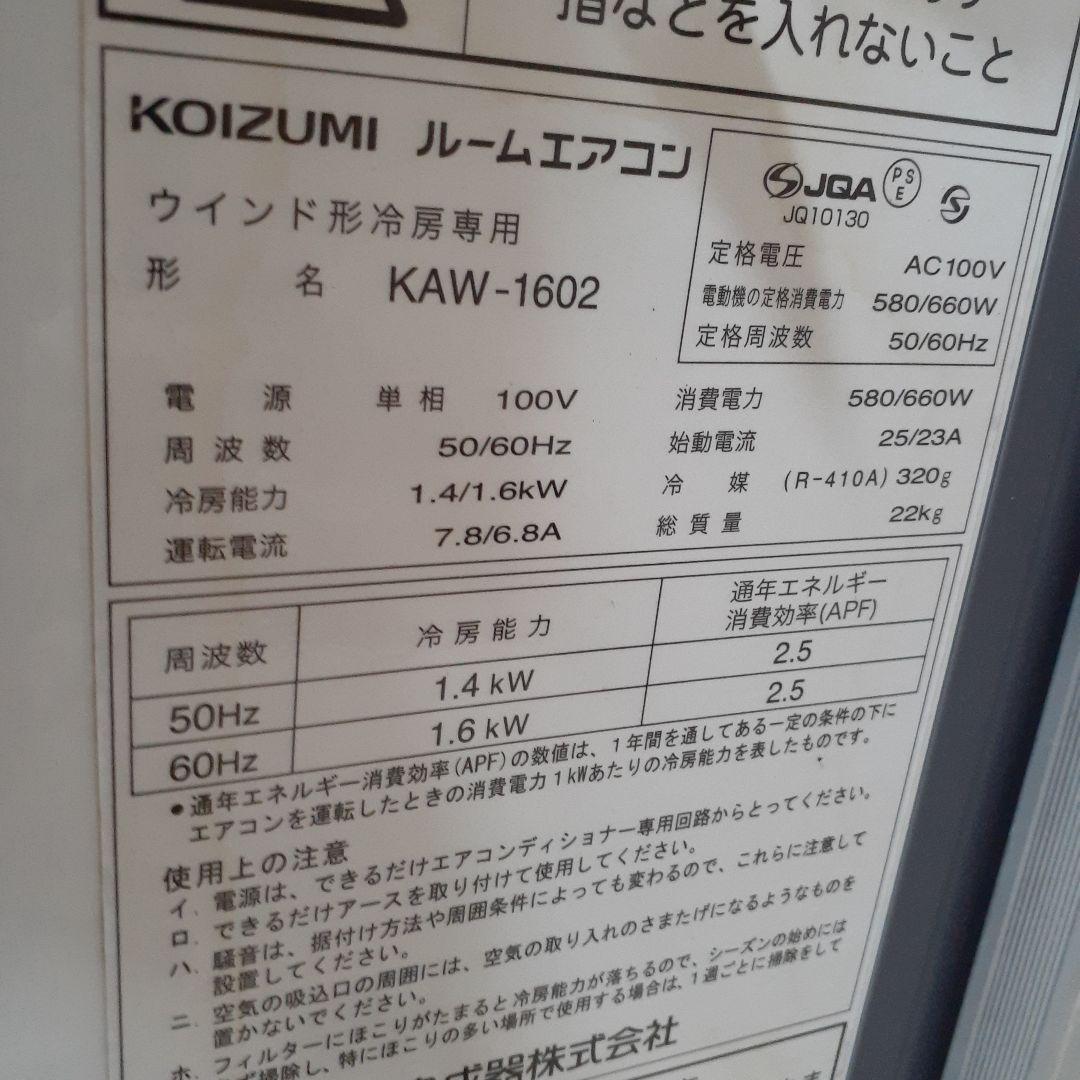 指などを入れないこと
KOIZUMI ルームエアコン
ウインド形冷房専用
形名 KAW-1602
JQA PSE
JQ10130
定格電圧 AC100V
電動機の定格消費電力 580/660W
定格周波数 50/60Hz
電源 単相 100V
周波数 50/60Hz
冷房能力 1.4/1.6kW
運転電流 7.8/6.8A
消費電力 580/660W
始動電流 25/23A
冷媒 (R-410A) 320g
総質量 22kg
周波数 冷房能力 通年エネルギー
消費効率(APF)
50Hz 1.4 kW 2.5
60Hz 1.6 kW 2.5
●通年エネルギー消費効率(APF)の数値は、1年間を通してある一定の条件の下に
エアコンを運転したときの消費電力1kWあたりの冷房能力を表したものです。
使用上の注意
イ. 電源は、できるだけエアコンディショナー専用回路からとってください。
ロ. できるだけアースを取り付けて使用してください。
ハ. 騒音は、据付け方法や周囲条件によっても変わるので、これらに注意して
設置してください。
ニ. 空気の吸込口の周囲には、空気の取り入れのさまたげになるようなものを
置かないでください。
ホ. フィルターにほこりがたまると冷房能力が落ちるので、シーズンの始めには
必ず掃除し、特にほこりの多い場所で使用する場合は、1週ごとに掃除をして
成器株式会社